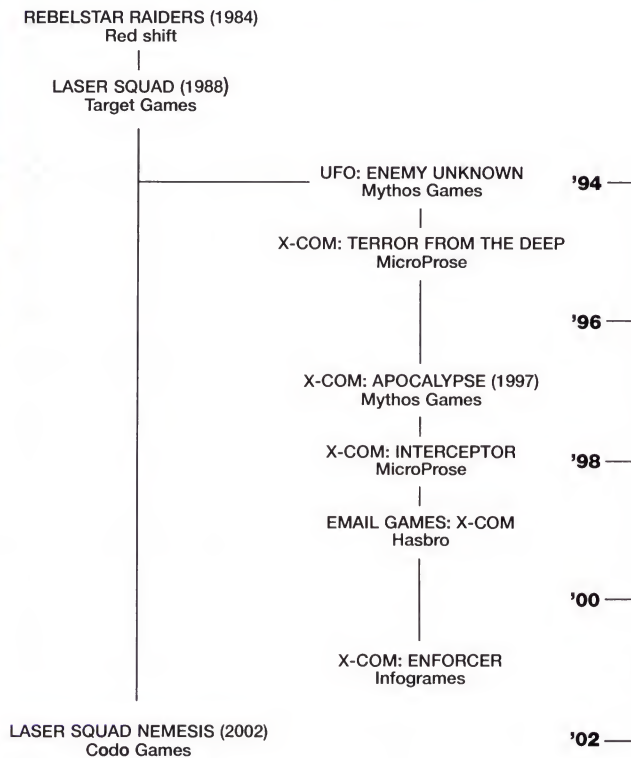 REBELSTAR RAIDERS (1984)
Red shift
LASER SQUAD (1988)
Target Games
UFO: ENEMY UNKNOWN
Mythos Games
'94
X-COM: TERROR FROM THE DEEP
MicroProse
'96
X-COM: APOCALYPSE (1997)
Mythos Games
X-COM: INTERCEPTOR
MicroProse
'98
EMAIL GAMES: X-COM
Hasbro
'00
X-COM: ENFORCER
Infogrames
LASER SQUAD NEMESIS (2002)
Codo Games
'02